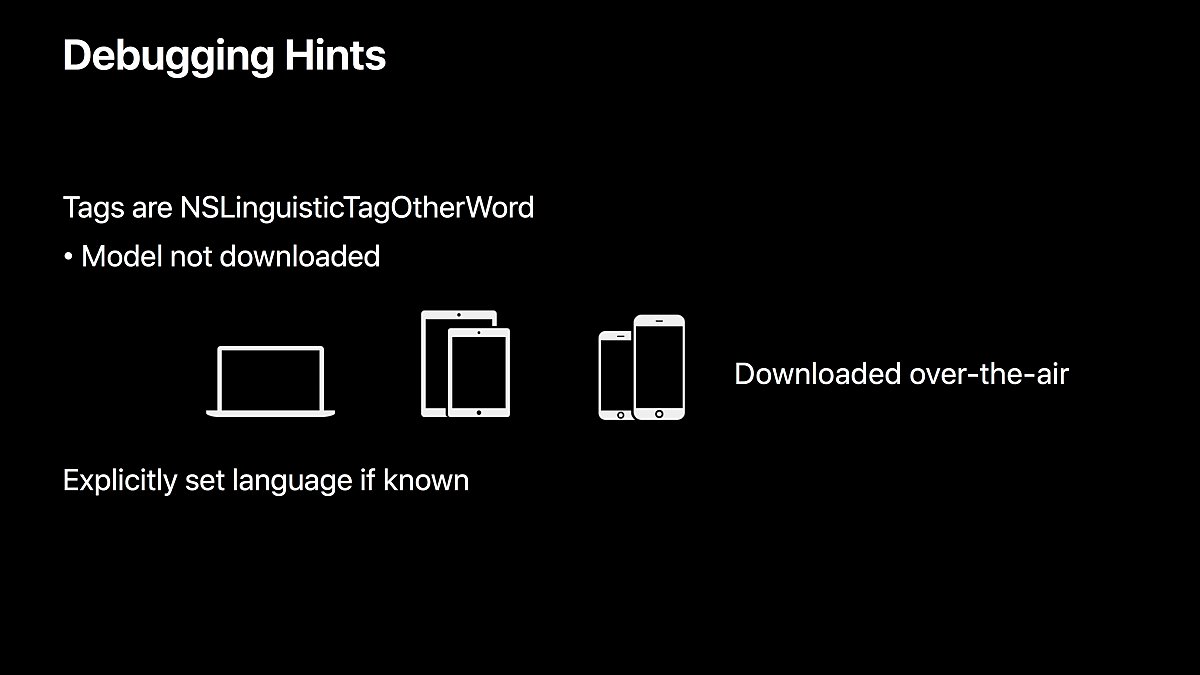 Debugging Hints
Tags are NSLinguisticTagOtherWord
• Model not downloaded
Downloaded over-the-air
Explicitly set language if known